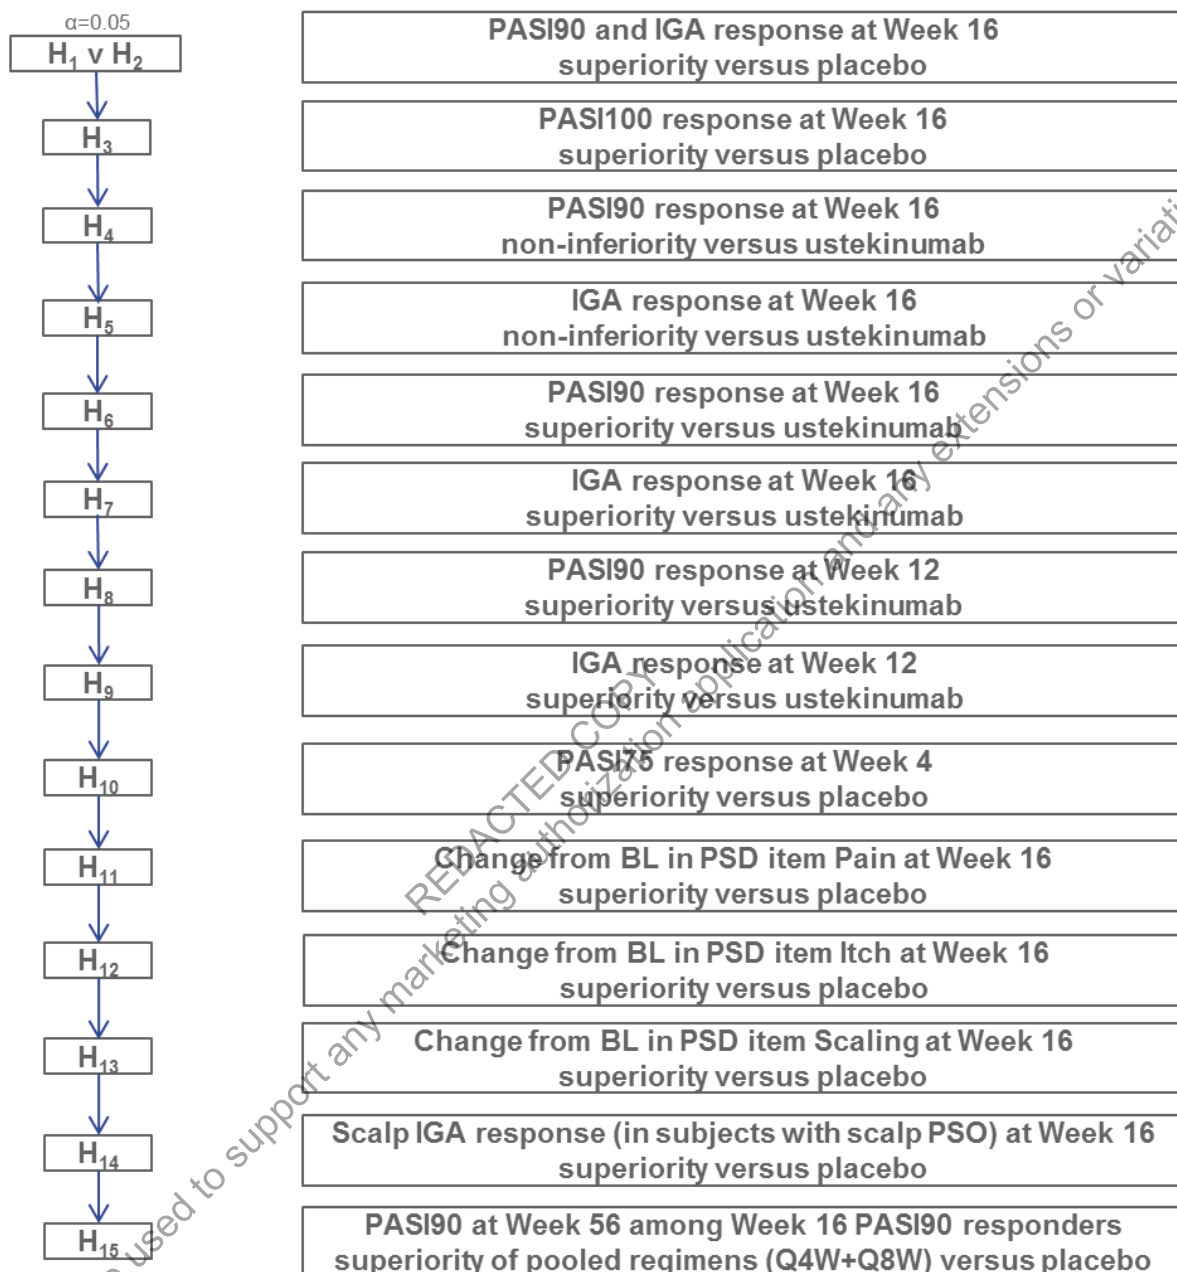 α=0.05
H1 v H2
PASI90 and IGA response at Week 16
superiority versus placebo
H3
PASI100 response at Week 16
superiority versus placebo
H4
PASI90 response at Week 16
non-inferiority versus ustekinumab
H5
IGA response at Week 16
non-inferiority versus ustekinumab
H6
PASI90 response at Week 16
superiority versus ustekinumab
H7
IGA response at Week 16
superiority versus ustekinumab
H8
PASI90 response at Week 12
superiority versus ustekinumab
H9
IGA response at Week 12
superiority versus ustekinumab
H10
PASI75 response at Week 4
superiority versus placebo
H11
Change from BL in PSD item Pain at Week 16
superiority versus placebo
H12
Change from BL in PSD item Itch at Week 16
superiority versus placebo
H13
Change from BL in PSD item Scaling at Week 16
superiority versus placebo
H14
Scalp IGA response (in subjects with scalp PSO) at Week 16
superiority versus placebo
H15
PASI90 at Week 56 among Week 16 PASI90 responders
superiority of pooled regimens (Q4W+Q8W) versus placebo
REDACTED COPY
used to support any marketing authorization application and any extensions or